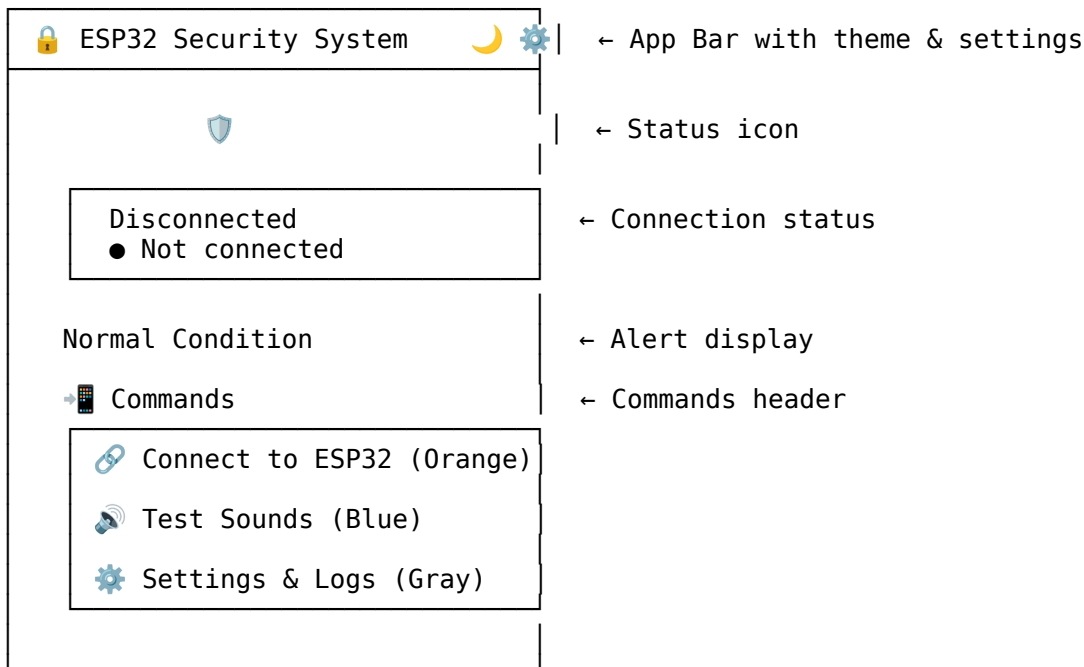 🔒 ESP32 Security System 🌙 ⚙️│ ← App Bar with theme & settings
🛡️ │ ← Status icon
Disconnected ← Connection status
● Not connected
Normal Condition ← Alert display
📲 Commands ← Commands header
🔗 Connect to ESP32 (Orange)
🔊 Test Sounds (Blue)
⚙️ Settings & Logs (Gray)